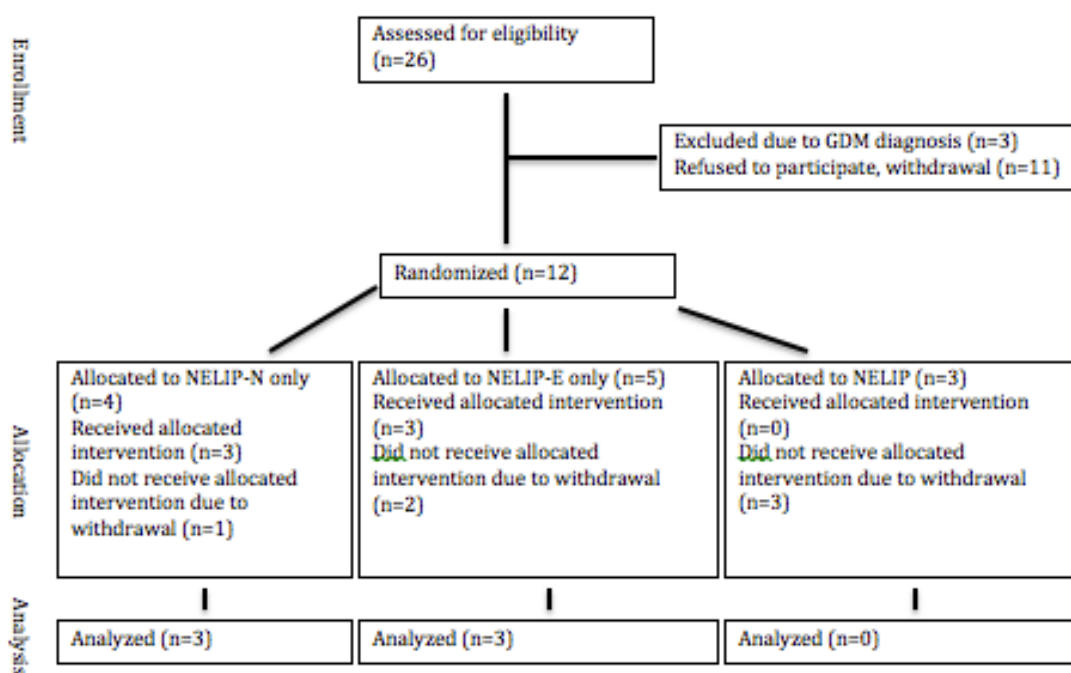 Enrollment
Assessed for eligibility
(n=26)
Excluded due to GDM diagnosis (n=3)
Refused to participate, withdrawal (n=11)
Randomized (n=12)
Allocation
Allocated to NELIP-N only
(n=4)
Received allocated
intervention (n=3)
Did not receive allocated
intervention due to
withdrawal (n=1)
Allocated to NELIP-E only (n=5)
Received allocated intervention
(n=3)
Did not receive allocated
intervention due to withdrawal
(n=2)
Allocated to NELIP (n=3)
Received allocated intervention
(n=0)
Did not receive allocated
intervention due to withdrawal
(n=3)
Analysis
Analyzed (n=3)
Analyzed (n=3)
Analyzed (n=0)